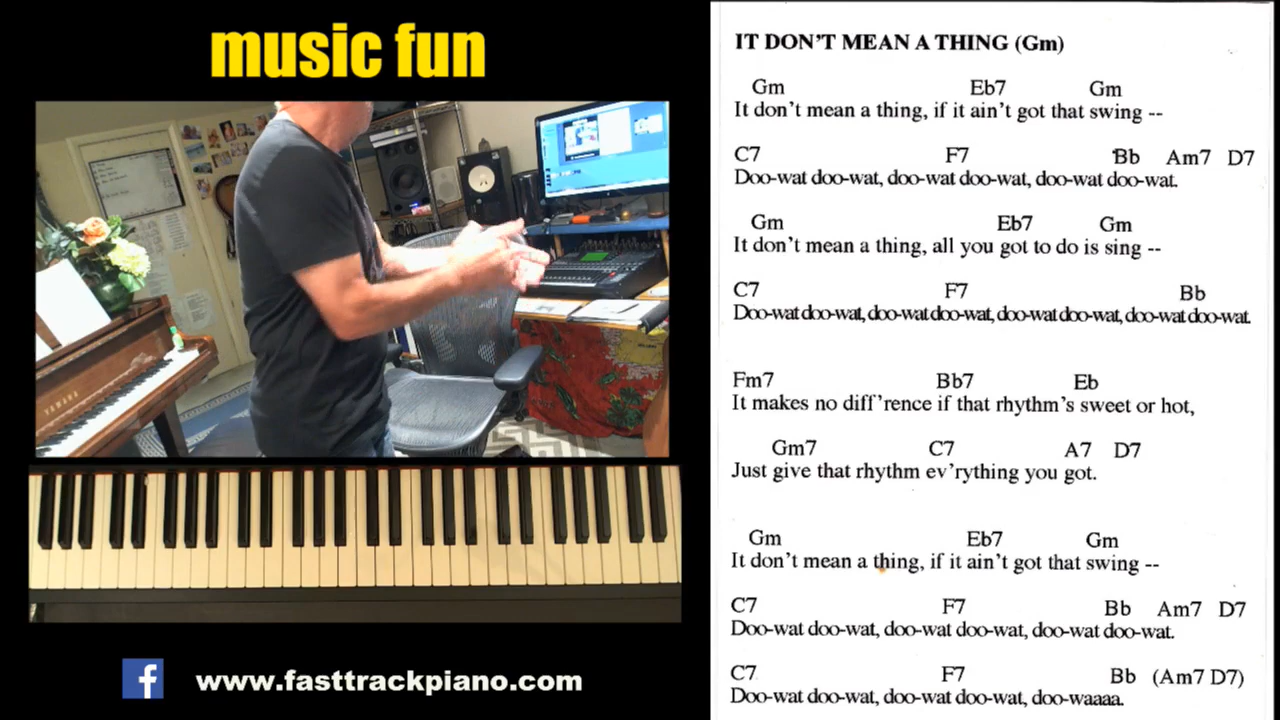 music fun
YAMAHA
www.fasttrackpiano.com
IT DON'T MEAN A THING (Gm)
Gm Eb7 Gm
It don't mean a thing, if it ain't got that swing --
C7 F7 Bb Am7 D7
Doo-wat doo-wat, doo-wat doo-wat, doo-wat doo-wat.
Gm Eb7 Gm
It don't mean a thing, all you got to do is sing --
C7 F7 Bb
Doo-wat doo-wat, doo-wat doo-wat, doo-wat doo-wat, doo-wat doo-wat.
Fm7 Bb7 Eb
It makes no diff'rence if that rhythm's sweet or hot,
Gm7 C7 A7 D7
Just give that rhythm ev'rything you got.
Gm Eb7 Gm
It don't mean a thing, if it ain't got that swing --
C7 F7 Bb Am7 D7
Doo-wat doo-wat, doo-wat doo-wat, doo-wat doo-wat.
C7 F7 Bb (Am7 D7)
Doo-wat doo-wat, doo-wat doo-wat, doo-waaaa.